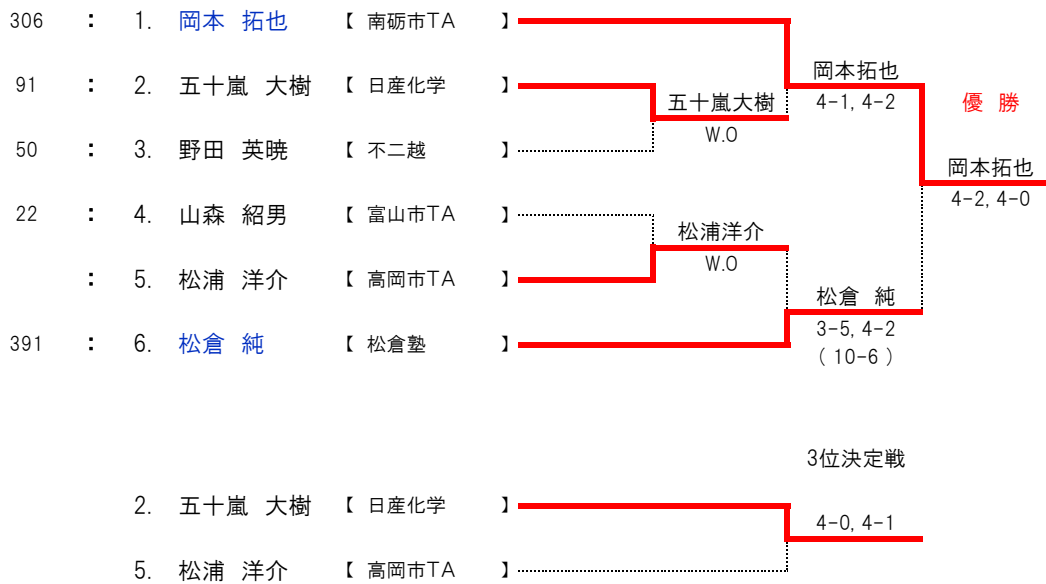 306 : 1. 岡本 拓也 【 南砺市TA 】
岡本拓也
91 : 2. 五十嵐 大樹 【 日産化学 】
五十嵐大樹
4-1, 4-2
優 勝
W.O
50 : 3. 野田 英暁 【 不二越 】
岡本拓也
4-2, 4-0
22 : 4. 山森 紹男 【 富山市TA 】
松浦洋介
W.O
: 5. 松浦 洋介 【 高岡市TA 】
松倉 純
3-5, 4-2
391 : 6. 松倉 純 【 松倉塾 】
( 10-6 )
3位決定戦
2. 五十嵐 大樹 【 日産化学 】
4-0, 4-1
5. 松浦 洋介 【 高岡市TA 】